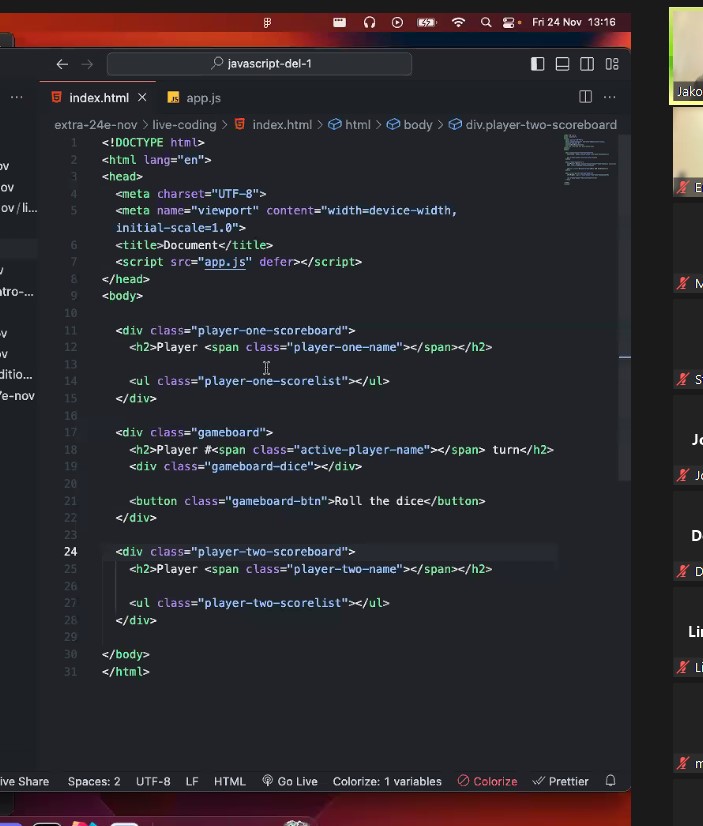 Fri 24 Nov 13:16
javascript-del-1
index.html
JS app.js
extra-24e-nov > live-coding > index.html > html > body > div.player-two-scoreboard
1 <!DOCTYPE html>
2 <html lang="en">
3 <head>
4 <meta charset="UTF-8">
5 <meta name="viewport" content="width=device-width,
initial-scale=1.0">
6 <title>Document</title>
7 <script src="app.js" defer></script>
8 </head>
9 <body>
10
11 <div class="player-one-scoreboard">
12 <h2>Player <span class="player-one-name"></span></h2>
13
14 <ul class="player-one-scorelist"></ul>
15 </div>
16
17 <div class="gameboard">
18 <h2>Player #<span class="active-player-name"></span> turn</h2>
19 <div class="gameboard-dice"></div>
20
21 <button class="gameboard-btn">Roll the dice</button>
22 </div>
23
24 <div class="player-two-scoreboard">
25 <h2>Player <span class="player-two-name"></span></h2>
26
27 <ul class="player-two-scorelist"></ul>
28 </div>
29
30 </body>
31 </html>
ive Share Spaces: 2 UTF-8 LF HTML Go Live Colorize: 1 variables Colorize Prettier
ov
ov
ov / li...
v
ntro-...
v
ov
ditio...
7e-nov
Jako
E
M
S
Jo
Jo
D
D
Lin
Li
m